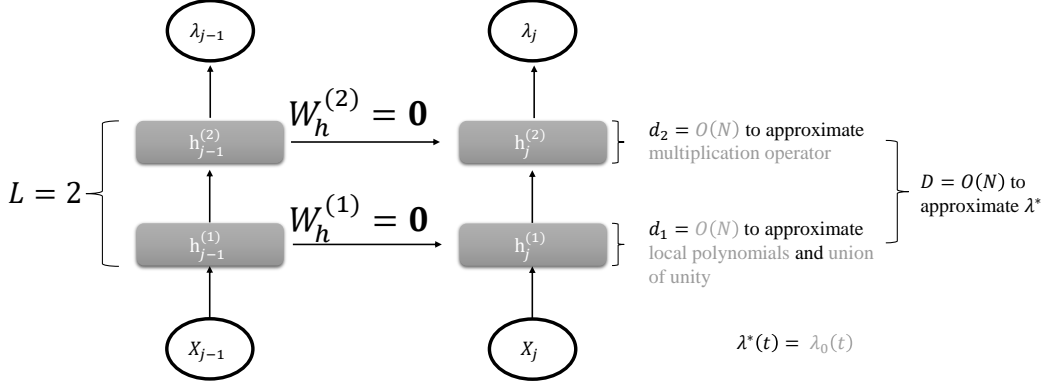 λ_{j−1} λ_j
W_h^{(2)} = 0
h_{j−1}^{(2)} h_j^{(2)}
d_2 = O(N) to approximate
multiplication operator
L = 2
D = O(N) to
approximate λ*
W_h^{(1)} = 0
h_{j−1}^{(1)} h_j^{(1)}
d_1 = O(N) to approximate
local polynomials and union
of unity
X_{j−1} X_j
λ*(t) = λ_0(t)